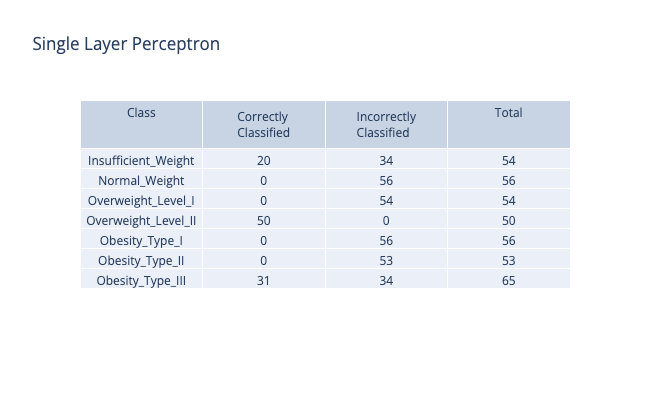 Single Layer Perceptron
Class Correctly Classified Incorrectly Classified Total
Insufficient_Weight 20 34 54
Normal_Weight 0 56 56
Overweight_Level_I 0 54 54
Overweight_Level_II 50 0 50
Obesity_Type_I 0 56 56
Obesity_Type_II 0 53 53
Obesity_Type_III 31 34 65